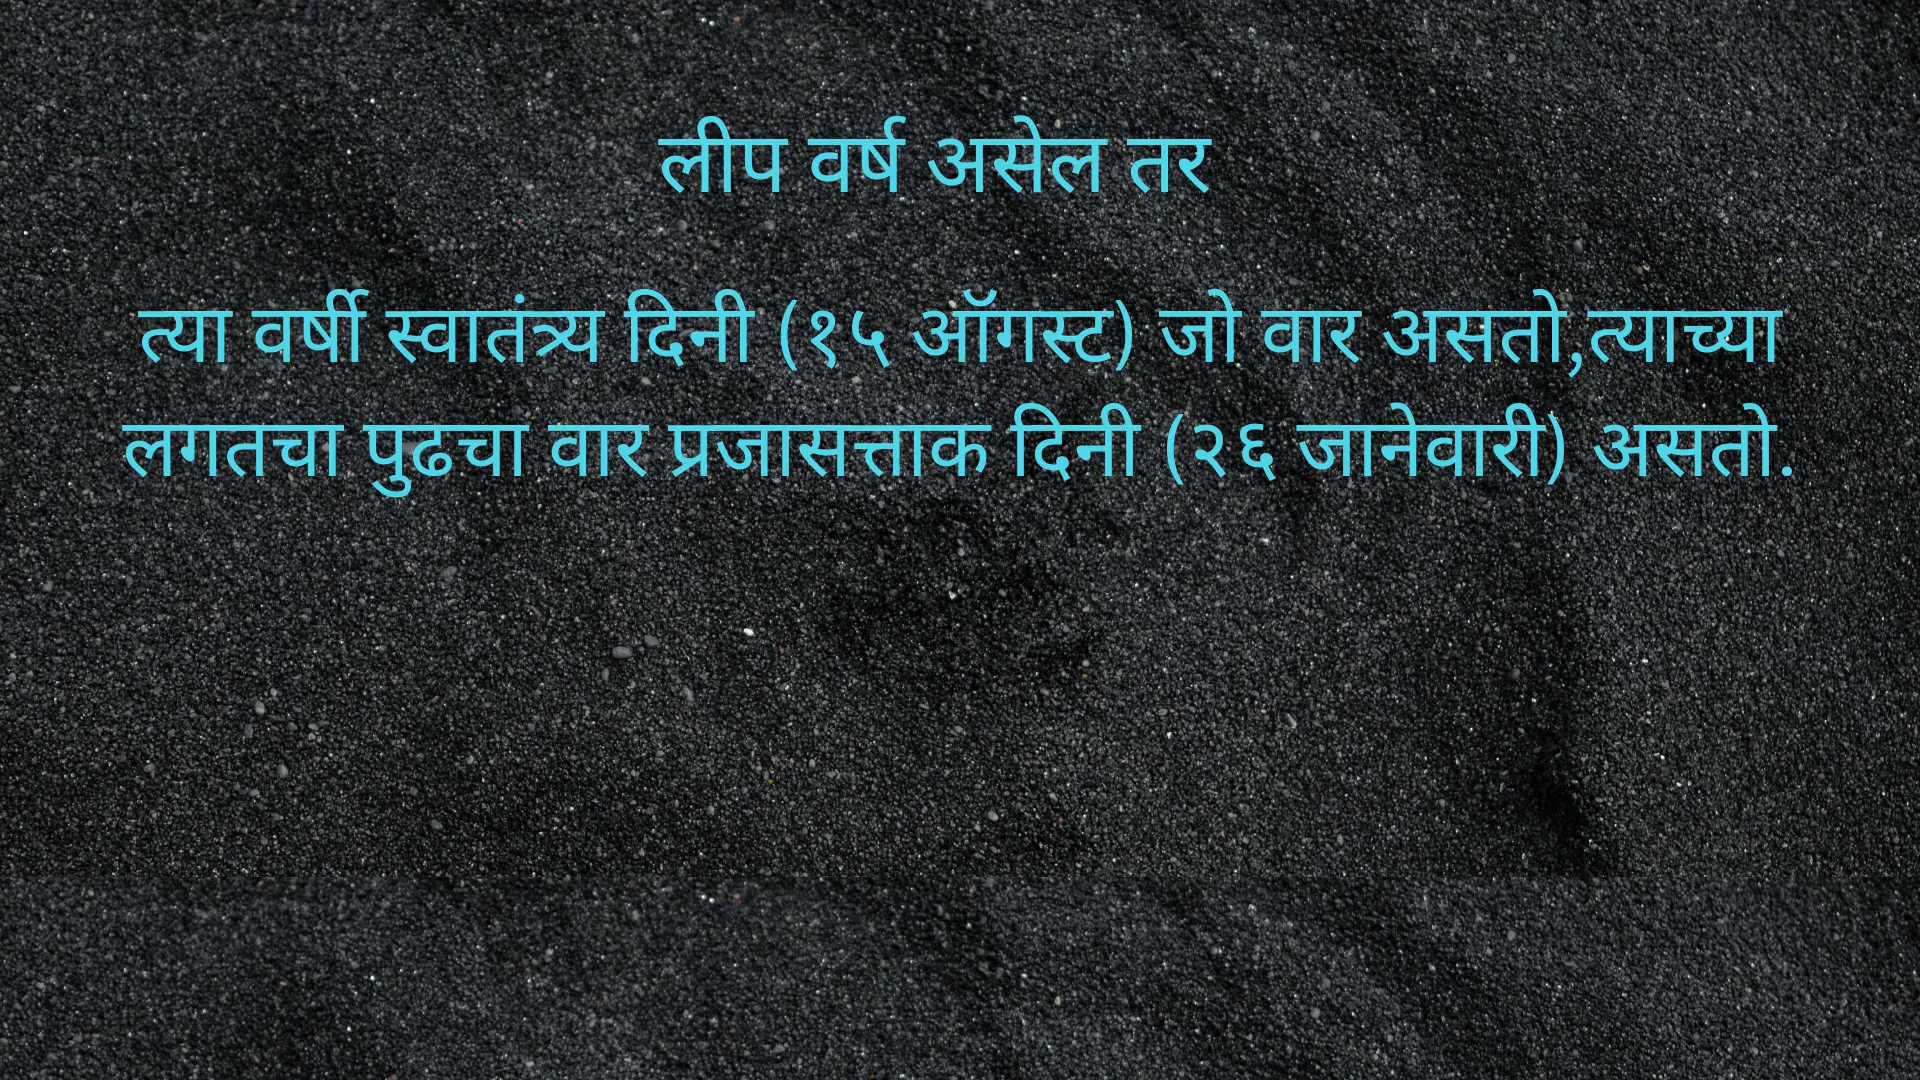 लीप वर्ष असेल तर
त्या वर्षी स्वातंत्र्य दिनी (१५ ऑगस्ट) जो वार असतो,त्याच्या
लगतचा पुढचा वार प्रजासत्ताक दिनी (२६ जानेवारी) असतो.